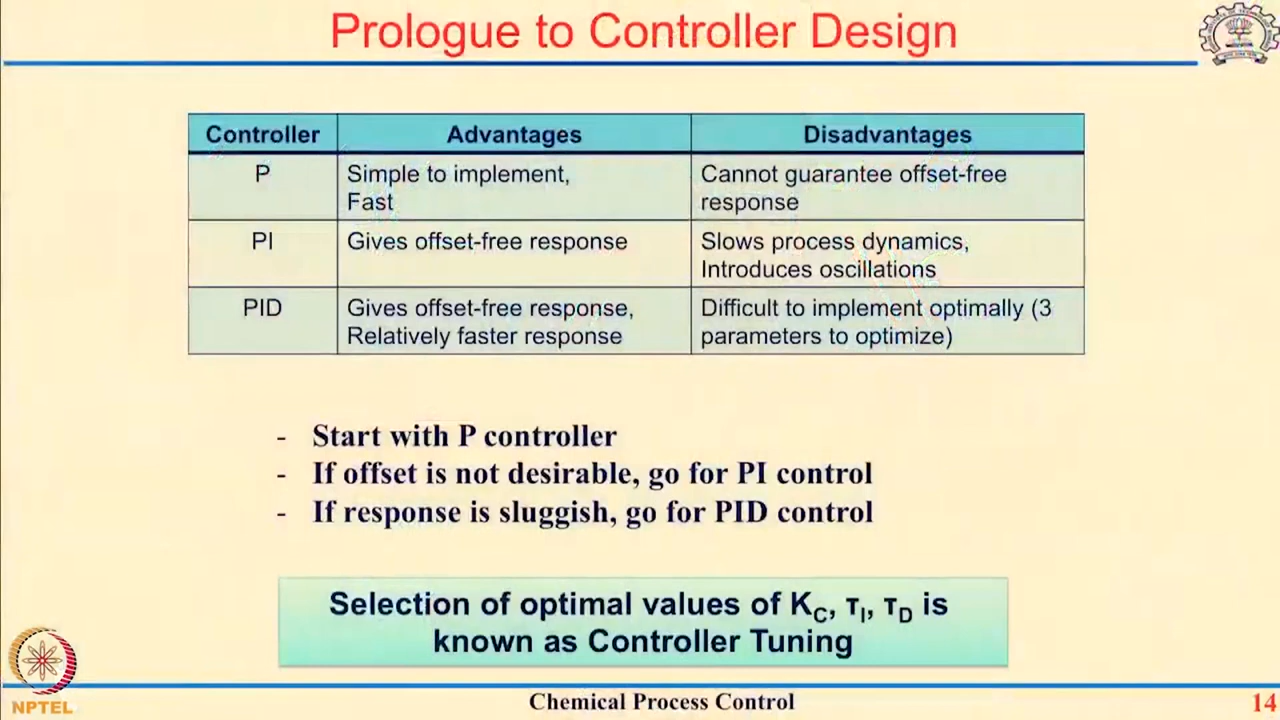 Prologue to Controller Design
Controller Advantages Disadvantages
P Simple to implement, Cannot guarantee offset-free
Fast response
PI Gives offset-free response Slows process dynamics,
Introduces oscillations
PID Gives offset-free response, Difficult to implement optimally (3
Relatively faster response parameters to optimize)
- Start with P controller
- If offset is not desirable, go for PI control
- If response is sluggish, go for PID control
Selection of optimal values of KC, τI, τD is
known as Controller Tuning
NPTEL
Chemical Process Control
14